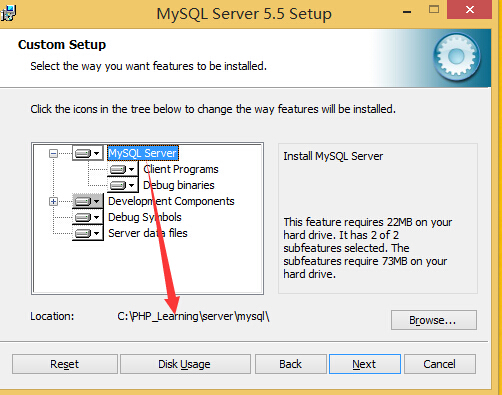 MySQL Server 5.5 Setup
Custom Setup
Select the way you want features to be installed.
Click the icons in the tree below to change the way features will be installed.
MySQL Server
Client Programs
Debug binaries
Development Components
Debug Symbols
Server data files
Install MySQL Server
This feature requires 22MB on your
hard drive. It has 2 of 2
subfeatures selected. The
subfeatures require 73MB on your
hard drive.
Location:
C:\PHP_Learning\server\mysql\
Browse...
Reset
Disk Usage
Back
Next
Cancel